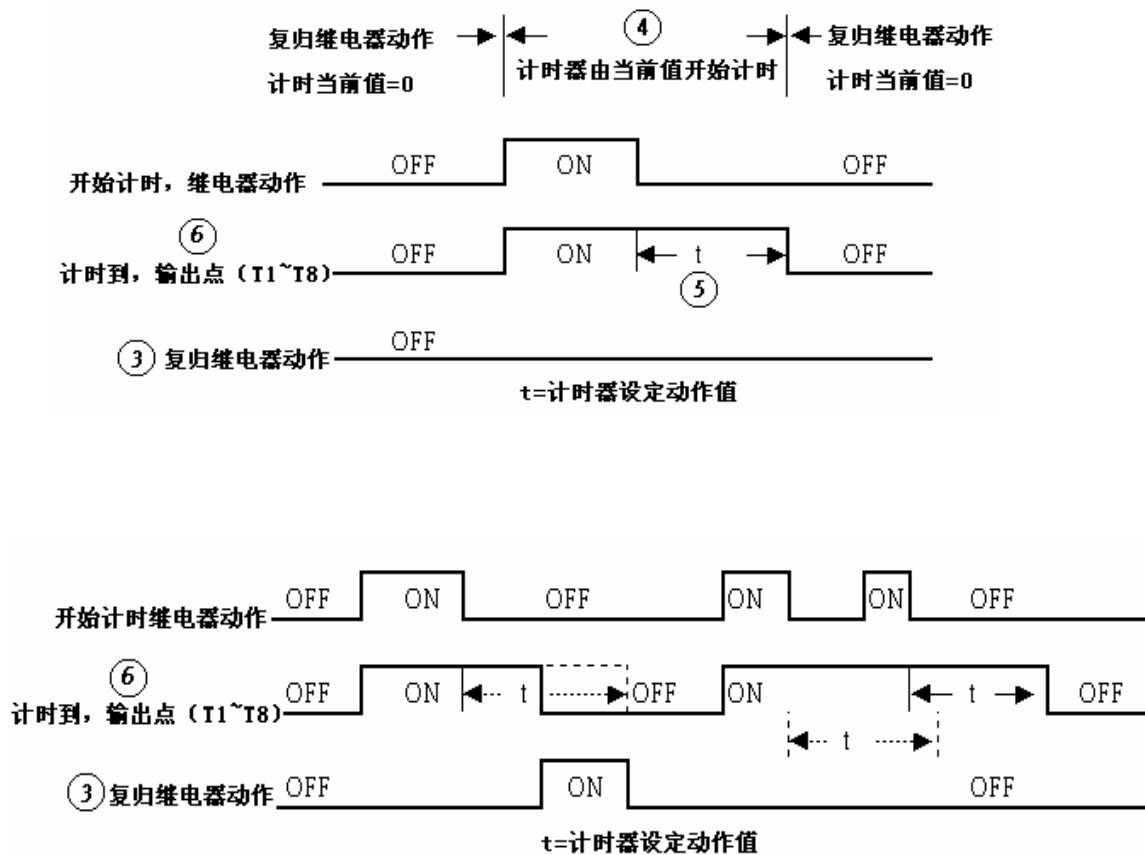 复归继电器动作 ④ 复归继电器动作
计时当前值=0 计时器由当前值开始计时 计时当前值=0
开始计时，继电器动作 OFF ON OFF
⑥
计时到，输出点（T1~T8） OFF ON t OFF
⑤
③ 复归继电器动作 OFF
t=计时器设定动作值
开始计时继电器动作 OFF ON OFF ON ON OFF
⑥
计时到，输出点（T1~T8） OFF ON t OFF ON t OFF
t
③ 复归继电器动作 OFF ON OFF
t=计时器设定动作值